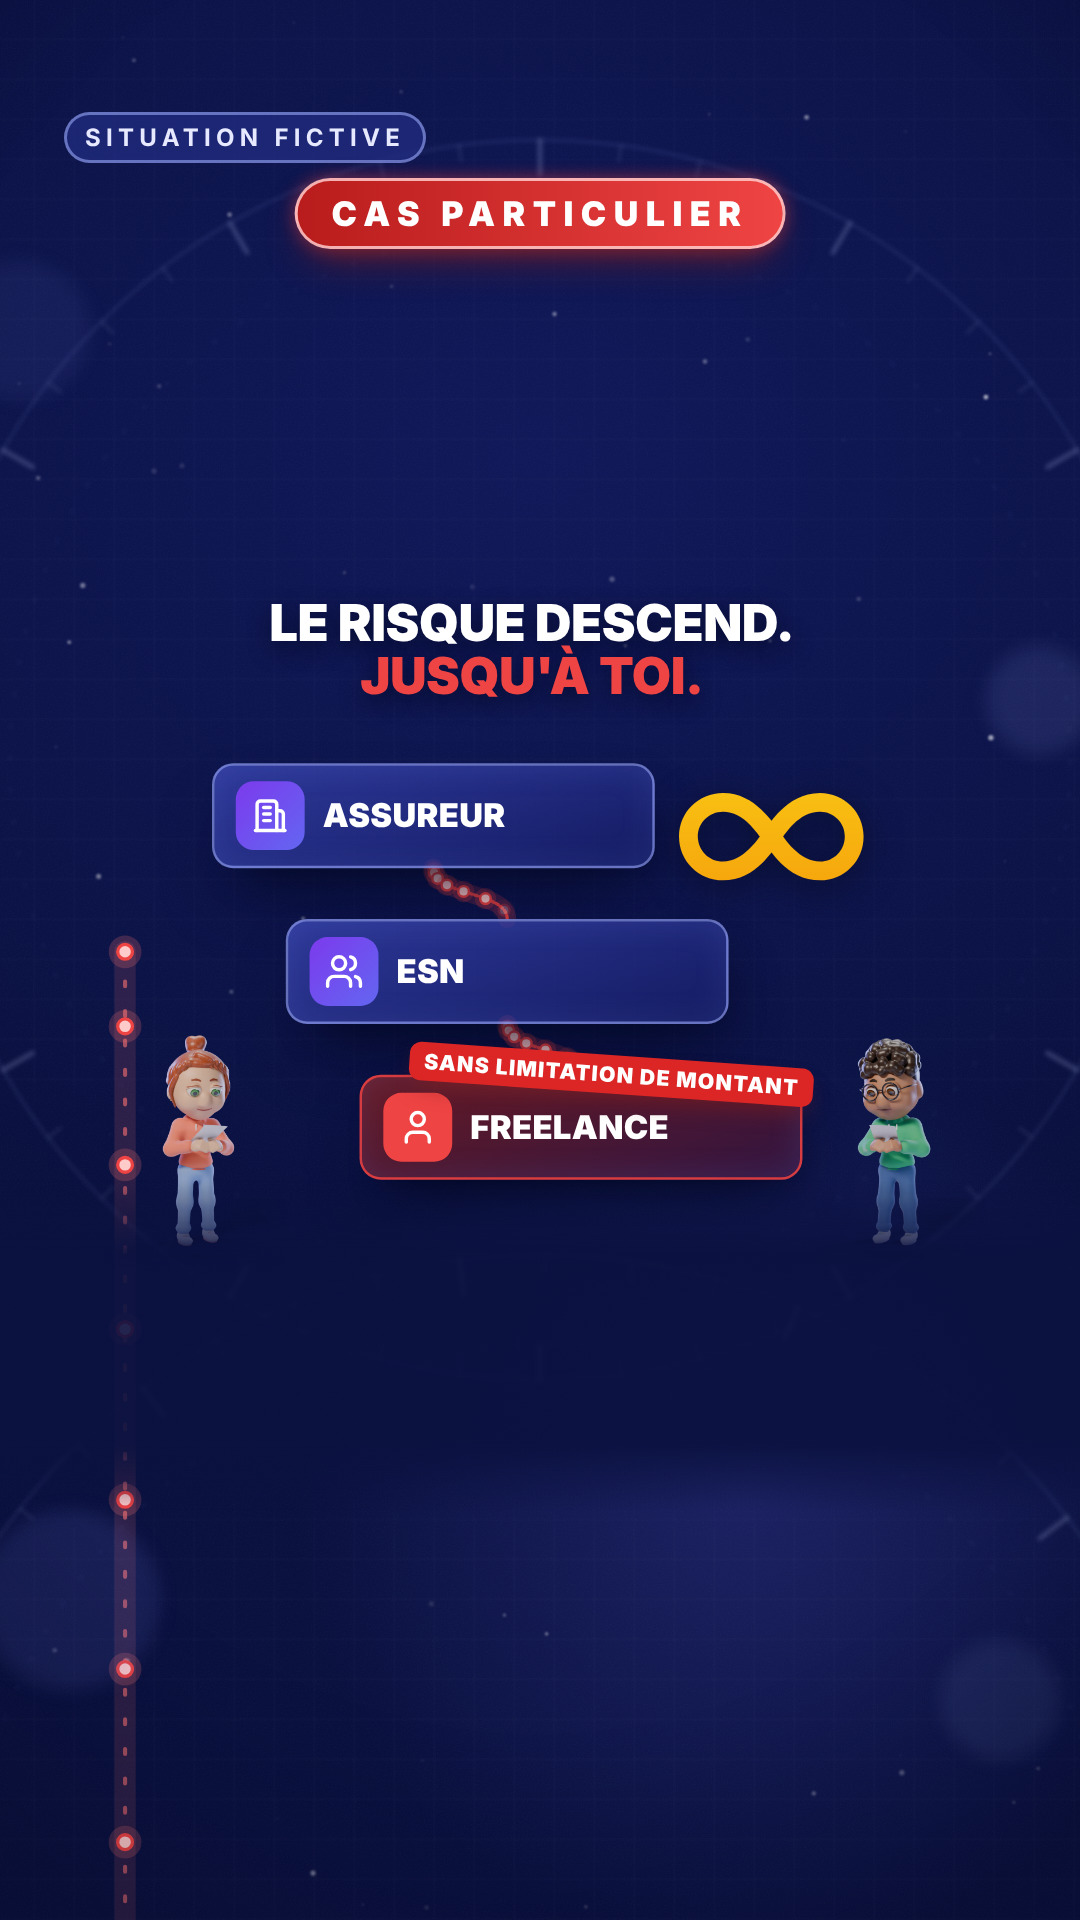 SITUATION FICTIVE
CAS PARTICULIER
LE RISQUE DESCEND.
JUSQU'À TOI.
ASSUREUR
ESN
SANS LIMITATION DE MONTANT
FREELANCE